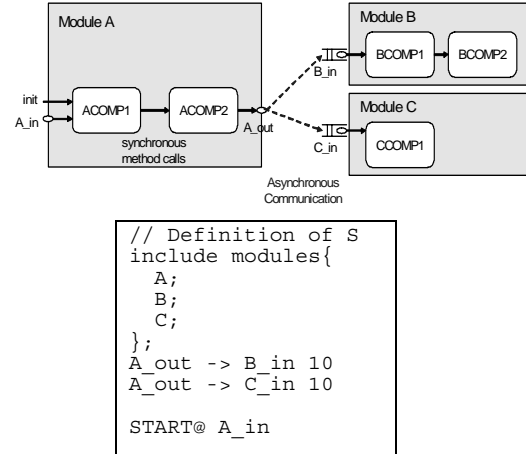 Module A
Module B
BCOMP1
BCOMP2
B_in
init
A_in
ACOMP1
ACOMP2
A_out
synchronous
method calls
Module C
CCOMP1
C_in
Asynchronous
Communication
// Definition of S
include modules{
A;
B;
C;
};
A_out -> B_in 10
A_out -> C_in 10
START@ A_in